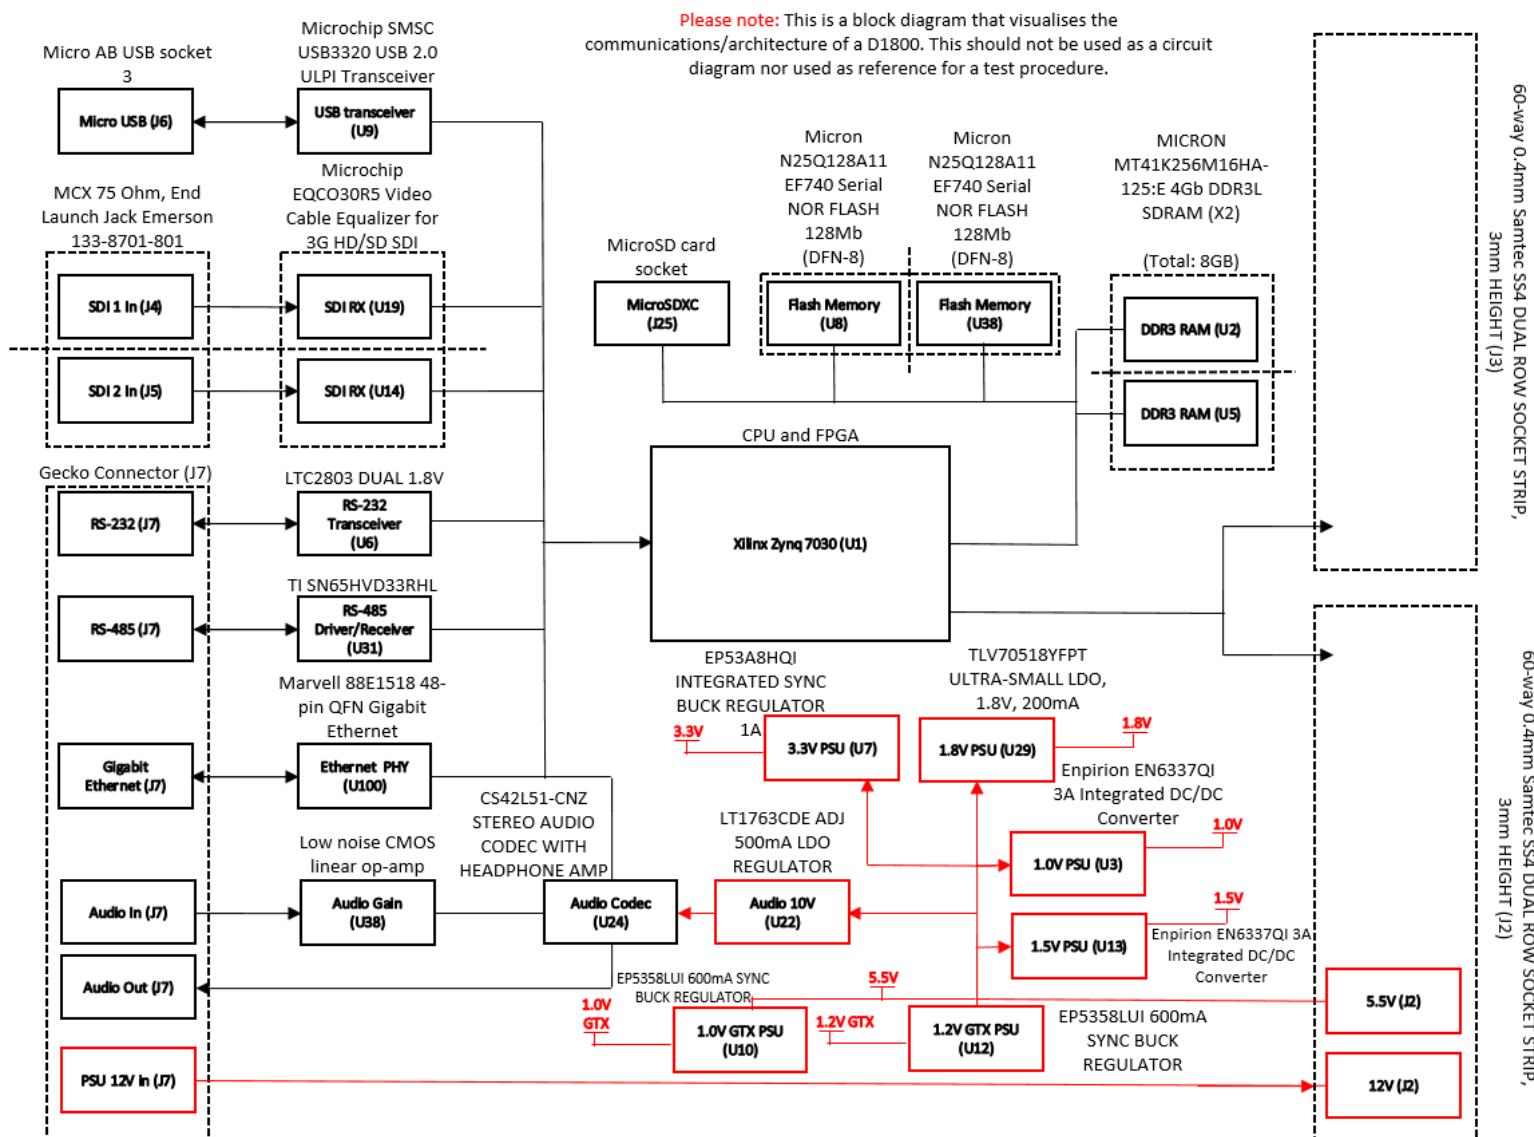 Please note: This is a block diagram that visualises the
communications/architecture of a D1800. This should not be used as a circuit
diagram nor used as reference for a test procedure.
Micro AB USB socket
3
Micro USB (J6)
Microchip SMSC
USB3320 USB 2.0
ULPI Transceiver
USB transceiver
(U9)
MCX 75 Ohm, End
Launch Jack Emerson
133-8701-801
SDI 1 In (J4)
SDI 2 In (J5)
Microchip
EQCO30R5 Video
Cable Equalizer for
3G HD/SD SDI
SDI RX (U19)
SDI RX (U14)
MicroSD card
socket
MicroSDXC
(J25)
Micron
N25Q128A11
EF740 Serial
NOR FLASH
128Mb
(DFN-8)
Flash Memory
(U8)
Micron
N25Q128A11
EF740 Serial
NOR FLASH
128Mb
(DFN-8)
Flash Memory
(U38)
MICRON
MT41K256M16HA-
125:E 4Gb DDR3L
SDRAM (X2)
(Total: 8GB)
DDR3 RAM (U2)
DDR3 RAM (U5)
60-way 0.4mm Samtec SS4 DUAL ROW SOCKET STRIP,
3mm HEIGHT (J3)
CPU and FPGA
Xilinx Zynq 7030 (U1)
Gecko Connector (J7)
RS-232 (J7)
LTC2803 DUAL 1.8V
RS-232
Transceiver
(U6)
RS-485 (J7)
TI SN65HVD33RHL
RS-485
Driver/Receiver
(U31)
Gigabit
Ethernet (J7)
Marvell 88E1518 48-
pin QFN Gigabit
Ethernet
Ethernet PHY
(U100)
Audio In (J7)
Low noise CMOS
linear op-amp
Audio Gain
(U38)
CS42L51-CNZ
STEREO AUDIO
CODEC WITH
HEADPHONE AMP
Audio Codec
(U24)
Audio Out (J7)
PSU 12V In (J7)
EP53A8HQI
INTEGRATED SYNC
BUCK REGULATOR
1A
3.3V
3.3V PSU (U7)
TLV70518YFPT
ULTRA-SMALL LDO,
1.8V, 200mA
1.8V
1.8V PSU (U29)
LT1763CDE ADJ
500mA LDO
REGULATOR
Audio 10V
(U22)
Enpirion EN6337QI
3A Integrated DC/DC
Converter
1.0V
1.0V PSU (U3)
1.5V
1.5V PSU (U13)
Enpirion EN6337QI 3A
Integrated DC/DC
Converter
EP5358LUI 600mA SYNC
BUCK REGULATOR
1.0V
GTX
1.0V GTX PSU
(U10)
5.5V
1.2V GTX
1.2V GTX PSU
(U12)
EP5358LUI 600mA
SYNC BUCK
REGULATOR
5.5V (J2)
12V (J2)
60-way 0.4mm Samtec SS4 DUAL ROW SOCKET STRIP,
3mm HEIGHT (J2)